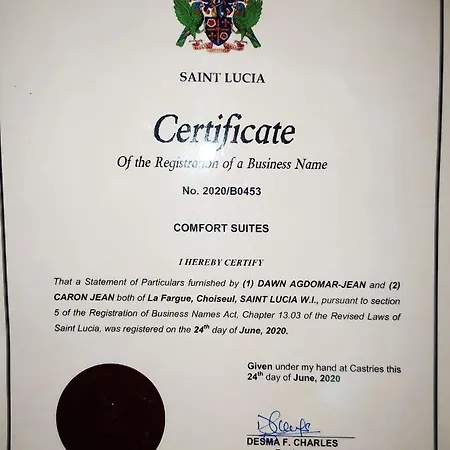 SAINT LUCIA
Certificate
Of the Registration of a Business Name
No. 2020/B0453
COMFORT SUITES
I HEREBY CERTIFY
That a Statement of Particulars furnished by (1) DAWN AGDOMAR-JEAN and (2)
CARON JEAN both of La Fargue, Choiseul, SAINT LUCIA W.I., pursuant to section
5 of the Registration of Business Names Act, Chapter 13.03 of the Revised Laws of
Saint Lucia, was registered on the 24th day of June, 2020.
Given under my hand at Castries this
24th day of June, 2020
DESMA F. CHARLES